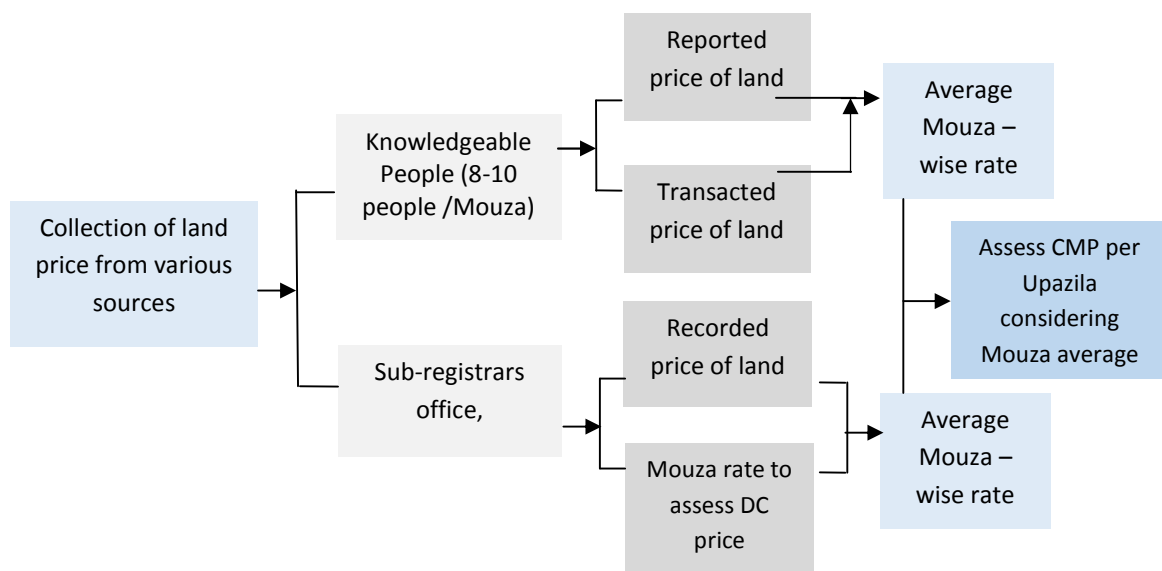 Collection of land
price from various
sources
Knowledgeable
People (8-10
people /Mouza)
Sub-registrars
office,
Reported
price of land
Transacted
price of land
Recorded
price of land
Mouza rate to
assess DC
price
Average
Mouza –
wise rate
Average
Mouza –
wise rate
Assess CMP per
Upazila
considering
Mouza average